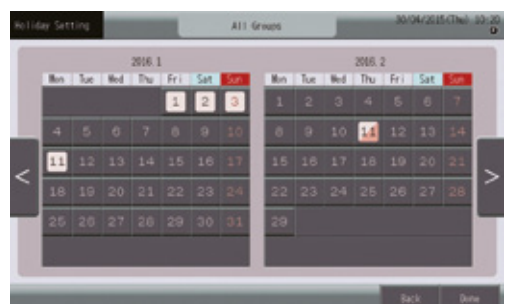 Holiday Setting
All Groups
30/04/2015(Thu) 10:20
2016. 1
Mon Tue Wed Thu Fri Sat Sun
1 2 3
4 5 6 7 8 9 10
11 12 13 14 15 16 17
18 19 20 21 22 23 24
25 26 27 28 29 30 31
2016. 2
Mon Tue Wed Thu Fri Sat Sun
1 2 3 4 5 6 7
8 9 10 11 12 13 14
15 16 17 18 19 20 21
22 23 24 25 26 27 28
29
<
>
Back
Done